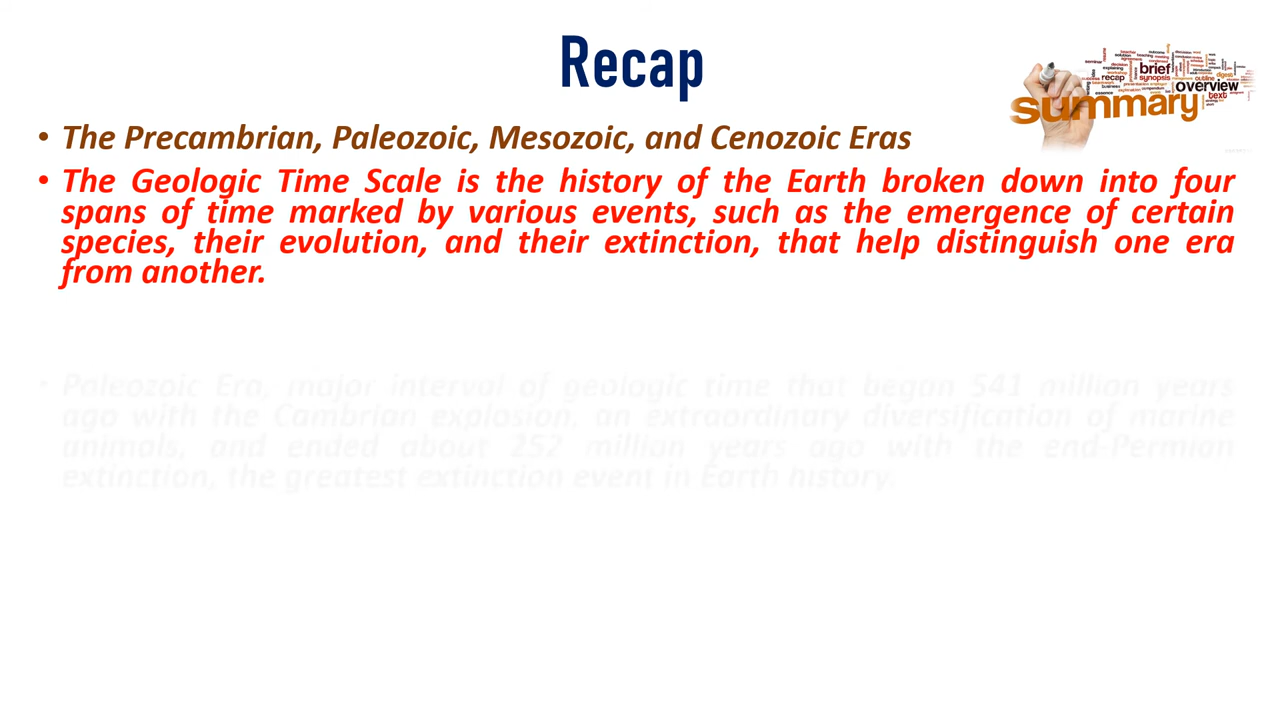 Recap
brief
synopsis
recap
overview
outline
digest
text
summary
• The Precambrian, Paleozoic, Mesozoic, and Cenozoic Eras
• The Geologic Time Scale is the history of the Earth broken down into four
spans of time marked by various events, such as the emergence of certain
species, their evolution, and their extinction, that help distinguish one era
from another.
• Paleozoic Era, major interval of geologic time that began 541 million years
ago with the Cambrian explosion, an extraordinary diversification of marine
animals, and ended about 252 million years ago with the end-Permian
extinction, the greatest extinction event in Earth history.